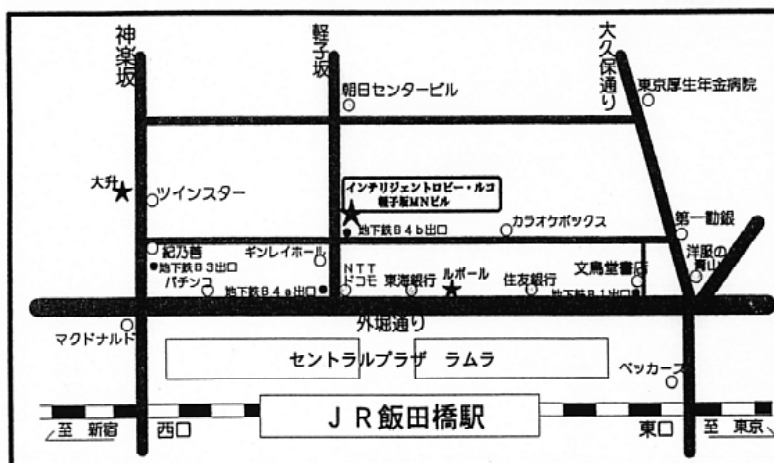 神楽坂
軽子坂
大久保通り
朝日センタービル
東京厚生年金病院
大升
ツインスター
インテリジェントロビー・ルコ
軽子坂MNビル
地下鉄B4b出口
カラオケボックス
第一勧銀
紀乃善
地下鉄B3出口
ギンレイホール
NTT
ドコモ
東海銀行
ルポール
住友銀行
文鳥堂書店
洋服の
青山
パチンコ
地下鉄B4a出口
地下鉄B1出口
外堀通り
マクドナルド
セントラルプラザ ラムラ
ベッカーズ
JR飯田橋駅
至 新宿
西口
東口
至 東京